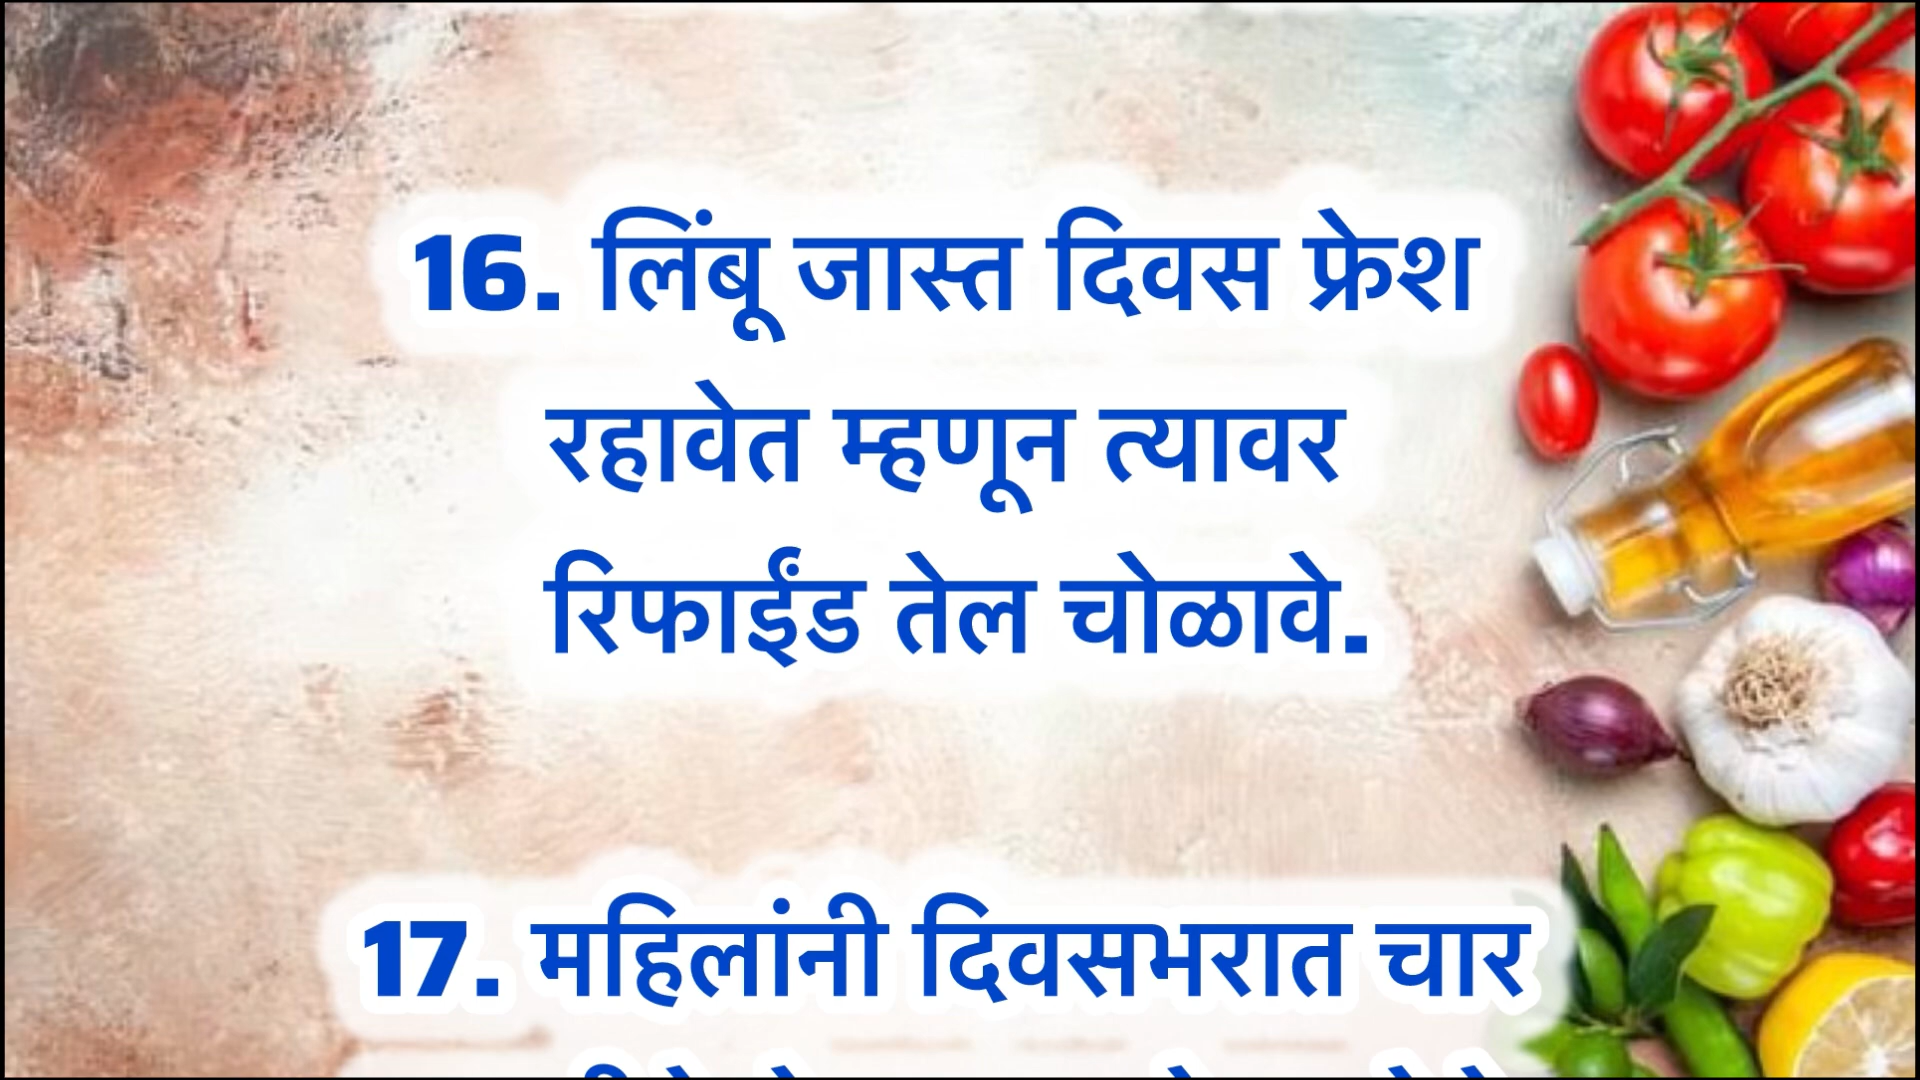 16. लिंबू जास्त दिवस फ्रेश
रहावेत म्हणून त्यावर
रिफाईंड तेल चोळावे.
17. महिलांनी दिवसभरात चार